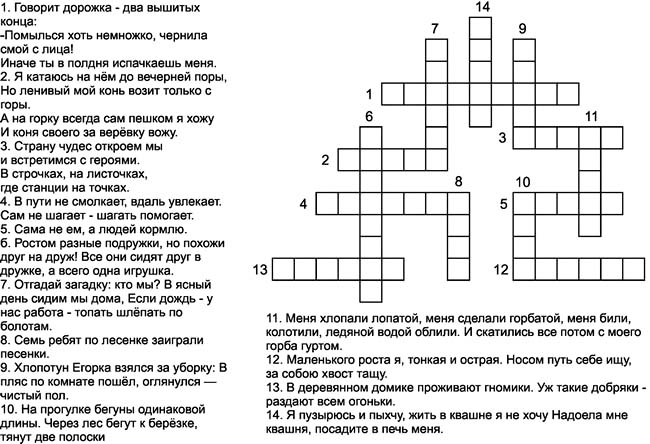 1. Говорит дорожка - два вышитых
конца:
-Помылься хоть немножко, чернила
смой с лица!
Иначе ты в полдня испачкаешь меня.
2. Я катаюсь на нём до вечерней поры,
Но ленивый мой конь возит только с
горы.
А на горку всегда сам пешком я хожу
И коня своего за верёвку вожу.
3. Страну чудес откроем мы
и встретимся с героями.
В строчках, на листочках,
где станции на точках.
4. В пути не смолкает, вдаль увлекает.
Сам не шагает - шагать помогает.
5. Сама не ем, а людей кормлю.
6. Ростом разные подружки, но похожи
друг на друж! Все они сидят друг в
дружке, а всего одна игрушка.
7. Отгадай загадку: кто мы? В ясный
день сидим мы дома, Если дождь - у
нас работа - топать шлёпать по
болотам.
8. Семь ребят по лесенке заиграли
песенки.
9. Хлопотун Егорка взялся за уборку: В
пляс по комнате пошёл, оглянулся —
чистый пол.
10. На прогулке бегуны одинаковой
длины. Через лес бегут к берёзке,
тянут две полоски
14
7
9
1
6
11
3
2
8
10
4
5
13
12
11. Меня хлопали лопатой, меня сделали горбатой, меня били,
колотили, ледяной водой облили. И скатились все потом с моего
горба гуртом.
12. Маленького роста я, тонкая и острая. Носом путь себе ищу,
за собою хвост тащу.
13. В деревянном домике проживают гномики. Уж такие добряки -
раздают всем огоньки.
14. Я пузырюсь и пыхчу, жить в квашне я не хочу Надоела мне
квашня, посадите в печь меня.